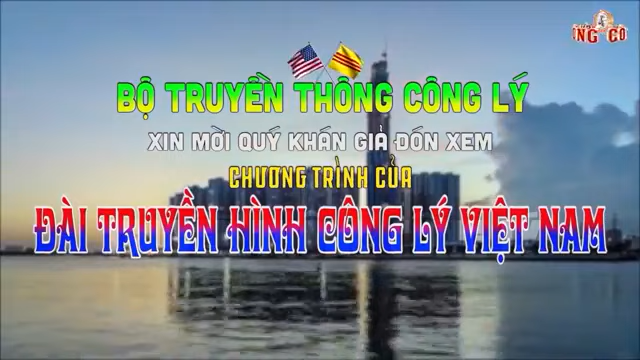 BỘ TRUYỀN THÔNG CÔNG LÝ
XIN MỜI QUÝ KHÁN GIẢ ĐÓN XEM
CHƯƠNG TRÌNH CỦA
ĐÀI TRUYỀN HÌNH CÔNG LÝ VIỆT NAM